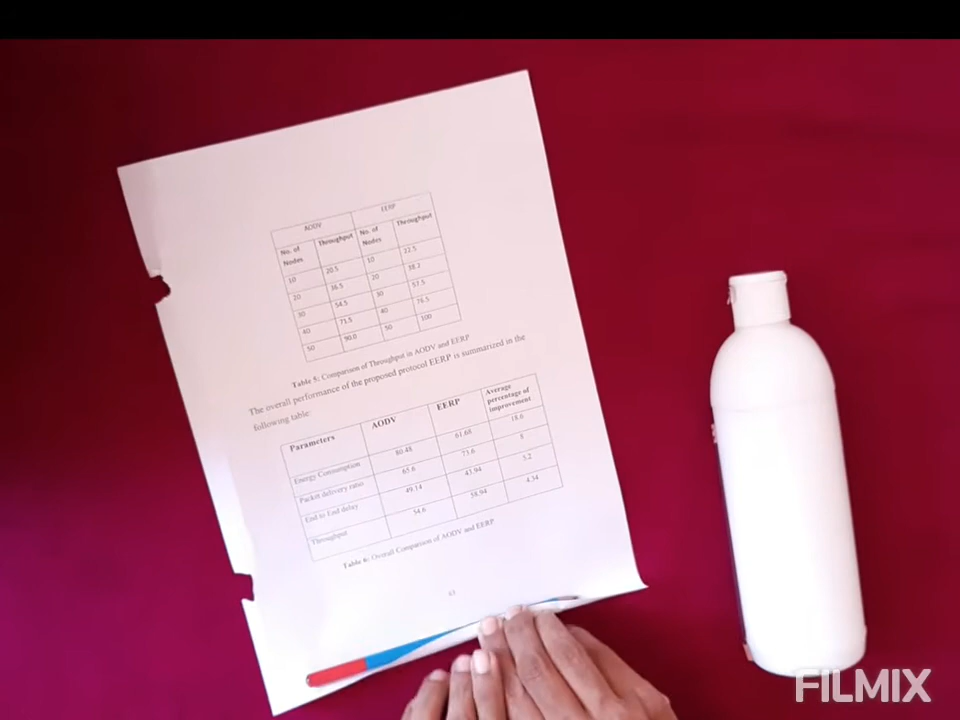 AODV EERP
No. of Nodes Throughput No. of Nodes Throughput
10 20.5 10 22.5
20 36.5 20 38.2
30 54.5 30 57.5
40 71.5 40 76.5
50 90.0 50 100
Table 5: Comparison of Throughput in AODV and EERP
The overall performance of the proposed protocol EERP is summarized in the
following table:
Parameters AODV EERP Average percentage of improvement
Energy Consumption 80.48 61.68 18.6
Packet delivery ratio 65.6 73.6 8
End to End delay 49.14 43.94 5.2
Throughput 54.6 58.94 4.34
Table 6: Overall Comparison of AODV and EERP
FILMIX